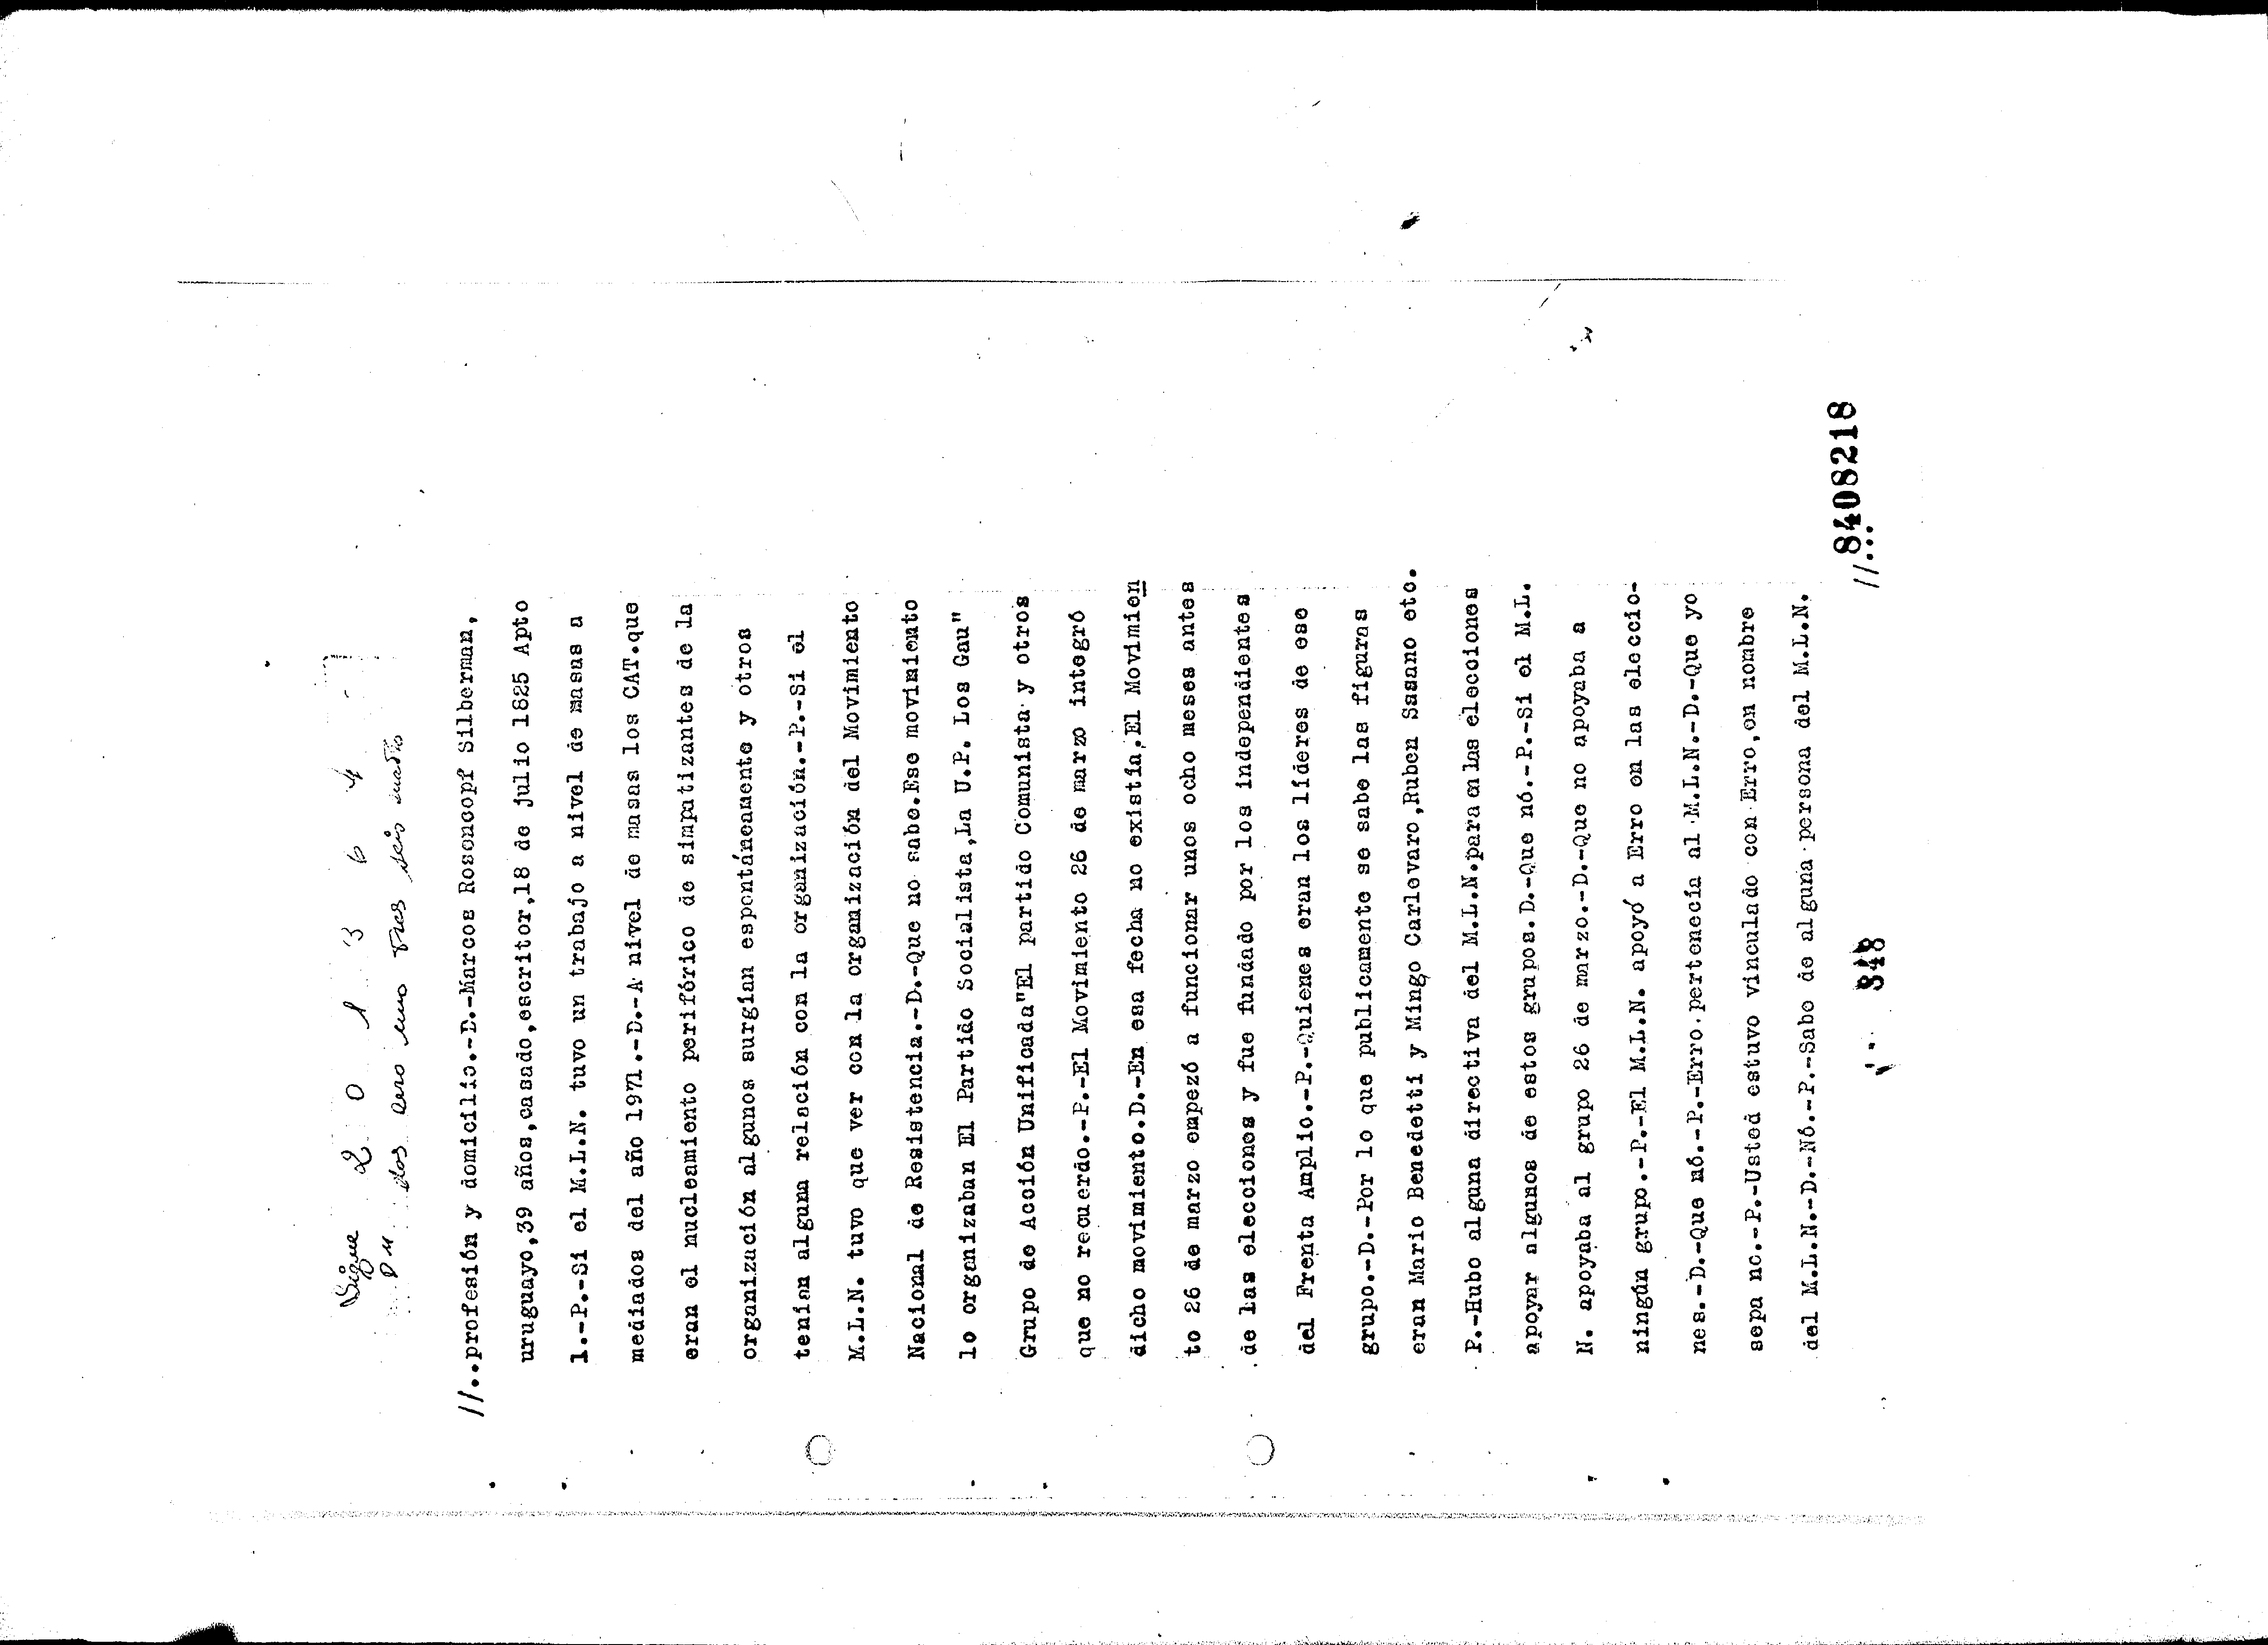 Sigue 2 0 1 3 6 4
dos cero uno tres seis cuatro
//..profesión y domicilio.-D.-Marcos Rosoncopf Silberman,
uruguayo,39 años,casado,escritor,18 de julio 1825 Apto
1.-P.-Si el M.L.N. tuvo un trabajo a nivel de masas a
mediados del año 1971.-D.-A nivel de masas los CAT.que
eran el nucleamiento perifórico de simpatizantes de la
organización algunos surgían espontáneamente y otros
tenían alguna relación con la organización.-P.-Si el
M.L.N. tuvo que ver con la organización del Movimiento
Nacional de Resistencia.-D.-Que no sabe.Ese movimiento
lo organizaban El Partido Socialista,La U.P. Los Gau"
Grupo de Acción Unificada"El partido Comunista y otros
que no recuerdo.-P.-El Movimiento 26 de marzo integró
dicho movimiento.D.-En esa fecha no existía,El Movimien
to 26 de marzo empezó a funcionar unos ocho meses antes
de las elecciones y fue fundado por los independientes
del Frenta Amplio.-P.-Quienes eran los líderes de ese
grupo.-D.-Por lo que publicamente se sabe las figuras
eran Mario Benedetti y Mingo Carlevaro,Ruben Sasano etc.
P.-Hubo alguna directiva del M.L.N.para en las elecciones
apoyar algunos de estos grupos.D.-Que nó.-P.-Si el M.L.
N. apoyaba al grupo 26 de marzo.-D.-Que no apoyaba a
ningún grupo.-P.-El M.L.N. apoyó a Erro en las eleccio-
nes.-D.-Que nó.-P.-Erro pertenecía al M.L.N.-D.-Que yo
sepa no.-P.-Usted estuvo vinculado con Erro,en nombre
del M.L.N.-D.-Nó.-P.-Sabe de alguna persona del M.L.N.
//...
848
8408218